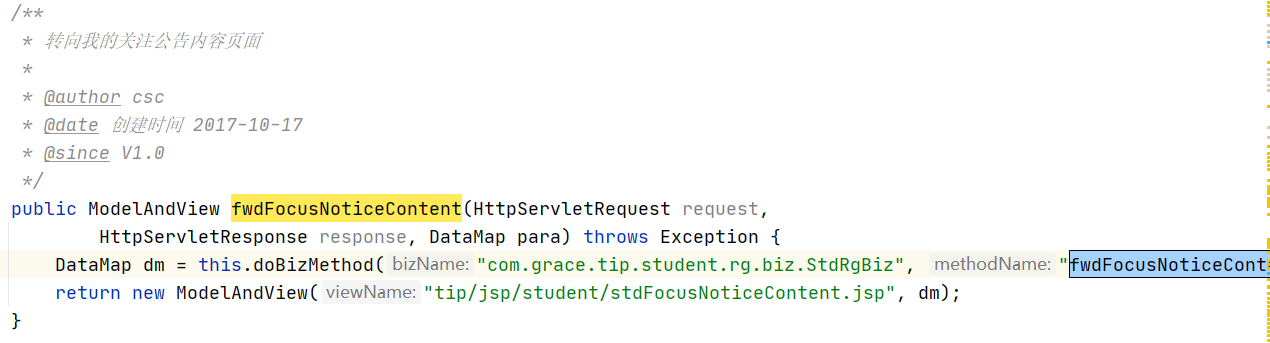 /**
 * 转向我的关注公告内容页面
 *
 * @author csc
 * @date 创建时间 2017-10-17
 * @since V1.0
 */
public ModelAndView fwdFocusNoticeContent(HttpServletRequest request,
        HttpServletResponse response, DataMap para) throws Exception {
    DataMap dm = this.doBizMethod( bizName: "com.grace.tip.student.rg.biz.StdRgBiz",  methodName: "fwdFocusNoticeCont
    return new ModelAndView( viewName: "tip/jsp/student/stdFocusNoticeContent.jsp", dm);
}